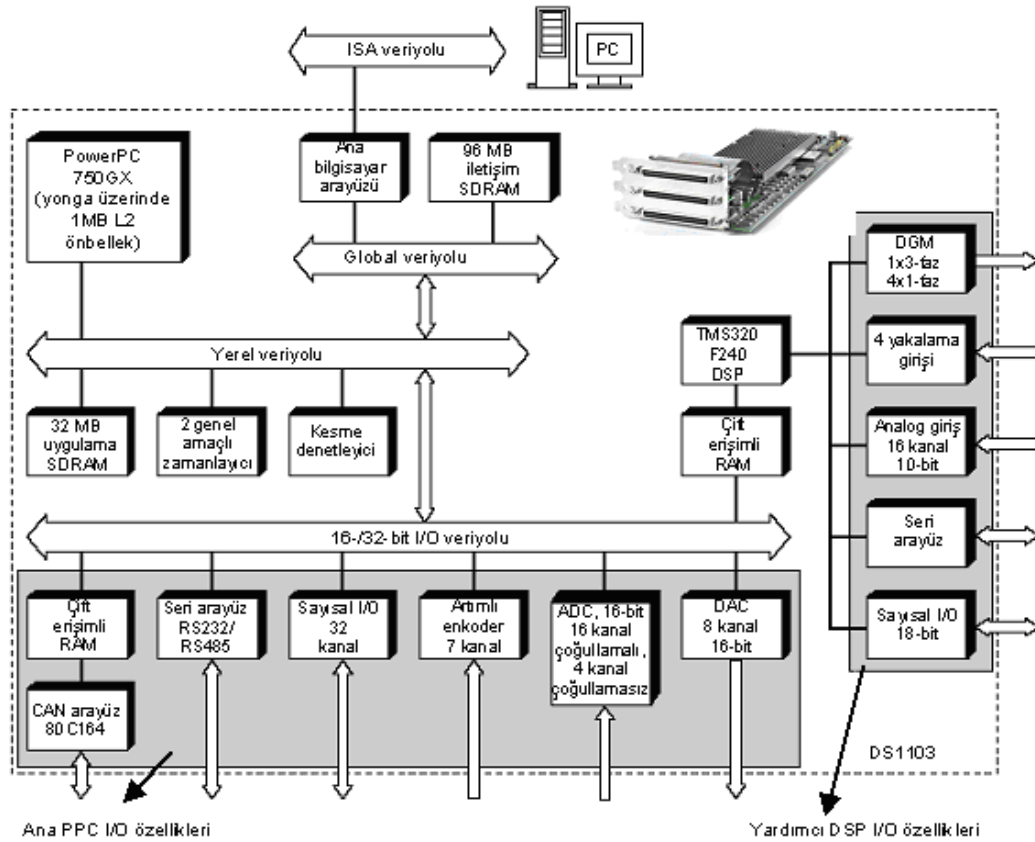 ISA veriyolu
PC
PowerPC
750GX
(yonga üzerinde
1MB L2
önbellek)
Ana
bilgisayar
arayüzü
96 MB
iletişim
SDRAM
Global veriyolu
DGM
1x3-faz
4x1-faz
Yerel veriyolu
TMS320
F240
DSP
4 yakalama
girişi
32 MB
uygulama
SDRAM
2 genel
amaçlı
zamanlayıcı
Kesme
denetleyici
Çift
erişimli
RAM
Analog giriş
16 kanal
10-bit
16-/32-bit I/O veriyolu
Seri
arayüz
Çift
erişimli
RAM
Seri arayüz
RS232/
RS485
Sayısal I/O
32
kanal
Artımlı
enkoder
7 kanal
ADC, 16-bit
16 kanal
çoğullamalı,
4 kanal
çoğullamasız
DAC
8 kanal
16-bit
Sayısal I/O
18-bit
CAN arayüz
80C164
DS1103
Ana PPC I/O özellikleri
Yardımcı DSP I/O özellikleri